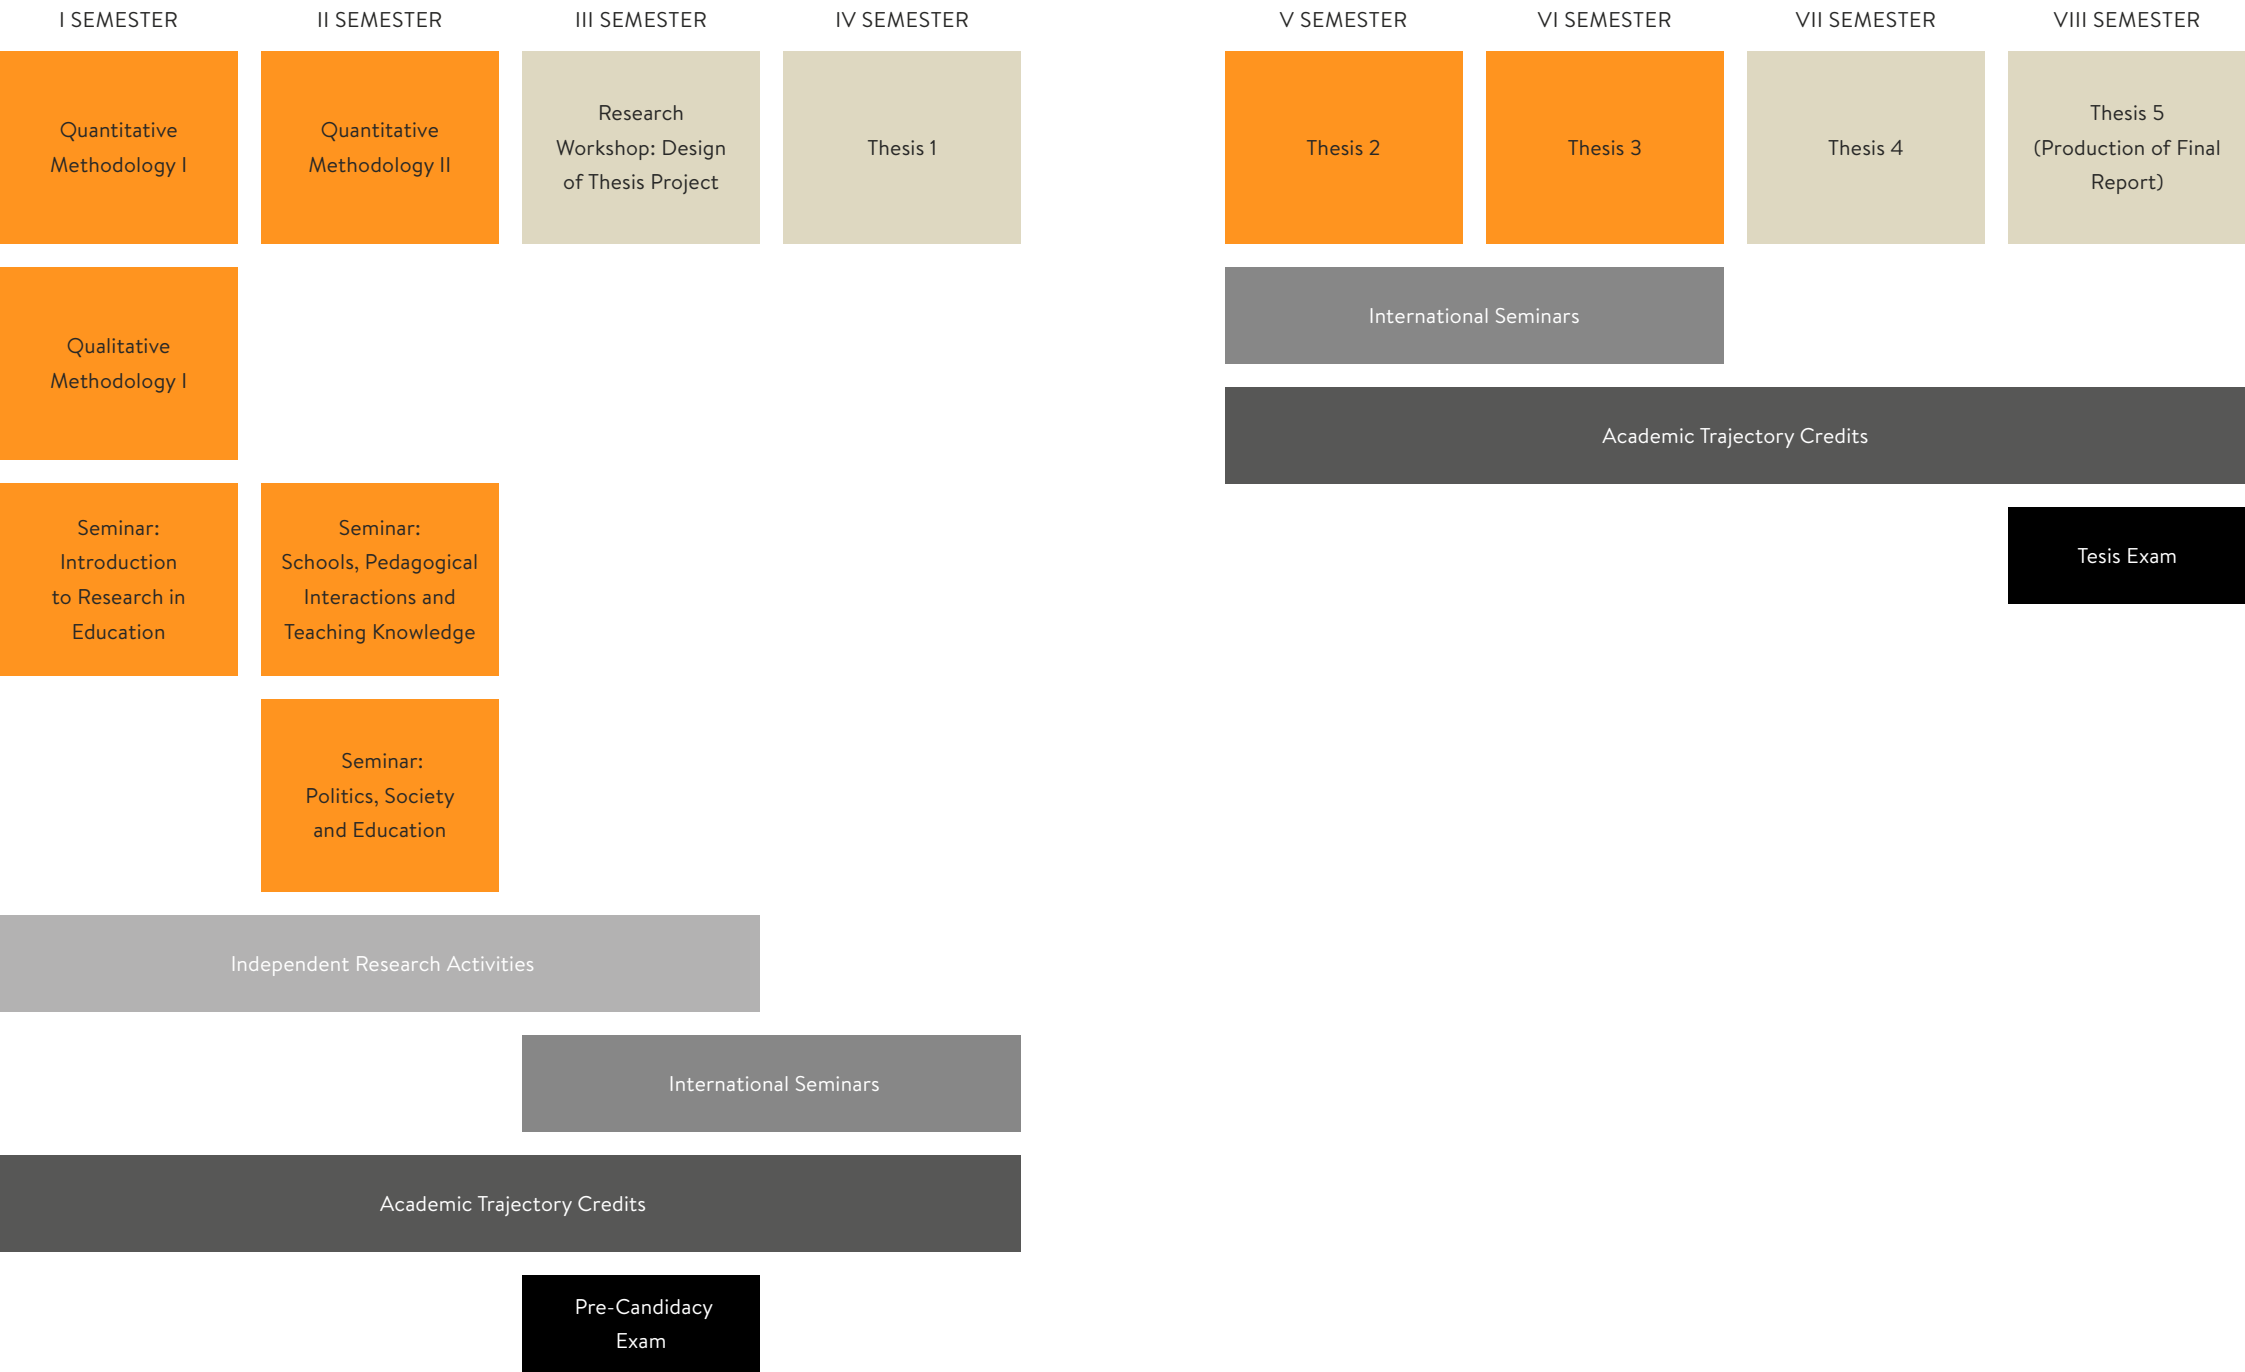 I SEMESTER
II SEMESTER
III SEMESTER
IV SEMESTER
V SEMESTER
VI SEMESTER
VII SEMESTER
VIII SEMESTER
Quantitative
Methodology I
Quantitative
Methodology II
Research
Workshop: Design
of Thesis Project
Thesis 1
Thesis 2
Thesis 3
Thesis 4
Thesis 5
(Production of Final
Report)
Qualitative
Methodology I
International Seminars
Academic Trajectory Credits
Seminar:
Introduction
to Research in
Education
Seminar:
Schools, Pedagogical
Interactions and
Teaching Knowledge
Tesis Exam
Seminar:
Politics, Society
and Education
Independent Research Activities
International Seminars
Academic Trajectory Credits
Pre-Candidacy
Exam